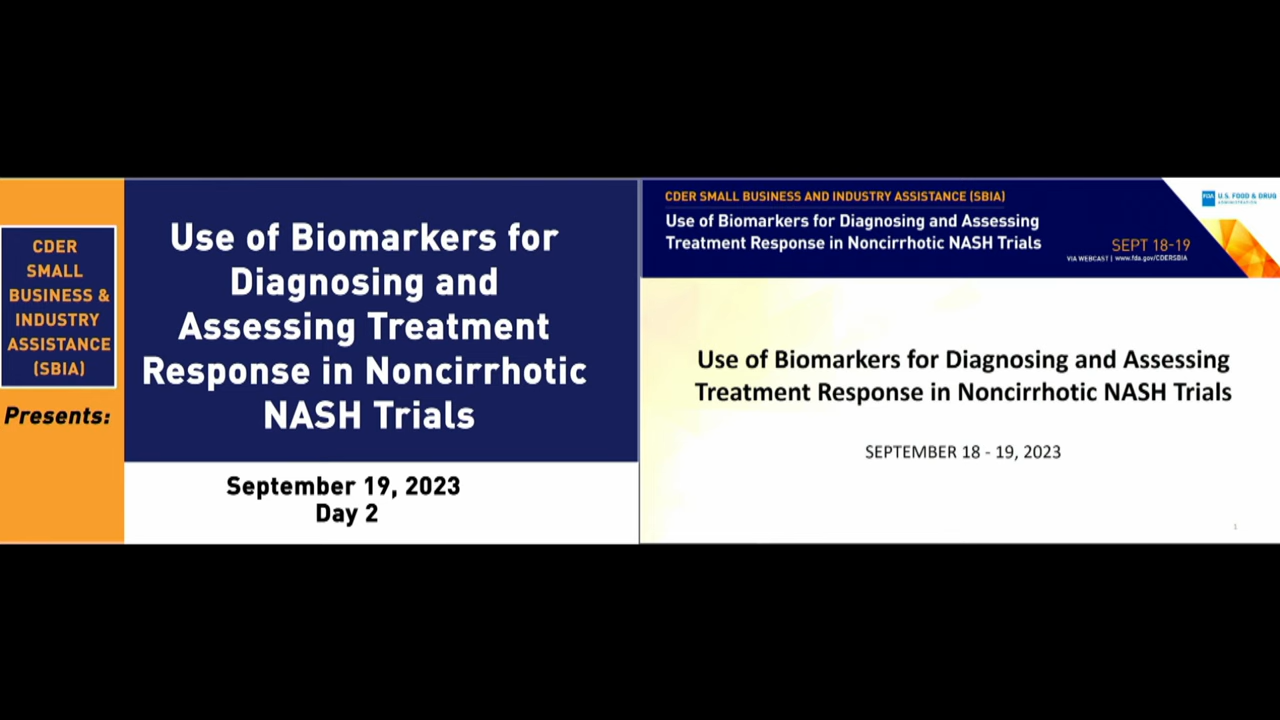 CDER
SMALL
BUSINESS &
INDUSTRY
ASSISTANCE
(SBIA)
Presents:
Use of Biomarkers for
Diagnosing and
Assessing Treatment
Response in Noncirrhotic
NASH Trials
September 19, 2023
Day 2
CDER SMALL BUSINESS AND INDUSTRY ASSISTANCE (SBIA)
Use of Biomarkers for Diagnosing and Assessing
Treatment Response in Noncirrhotic NASH Trials
SEPT 18-19
VIA WEBCAST | www.fda.gov/CDERSBIA
FDA U.S. FOOD & DRUG
ADMINISTRATION
Use of Biomarkers for Diagnosing and Assessing
Treatment Response in Noncirrhotic NASH Trials
SEPTEMBER 18 - 19, 2023
1